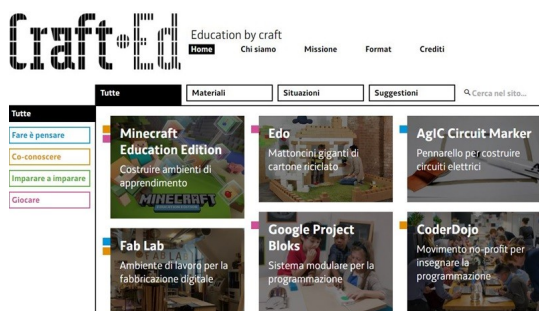 Craft•Ed
Education by craft
Home Chi siamo Missione Format Crediti
Tutte Materiali Situazioni Suggestioni Cerca nel sito...
Tutte
Fare è pensare
Co-conoscere
Imparare a imparare
Giocare
Minecraft
Education Edition
Costruire ambienti di
apprendimento
MINECRAFT
Edo
Mattoncini giganti di
cartone riciclato
AgIC Circuit Marker
Pennarello per costruire
circuiti elettrici
Fab Lab
Ambiente di lavoro per la
fabbricazione digitale
Google Project
Bloks
Sistema modulare per la
programmazione
CoderDojo
Movimento no-profit per
insegnare la
programmazione